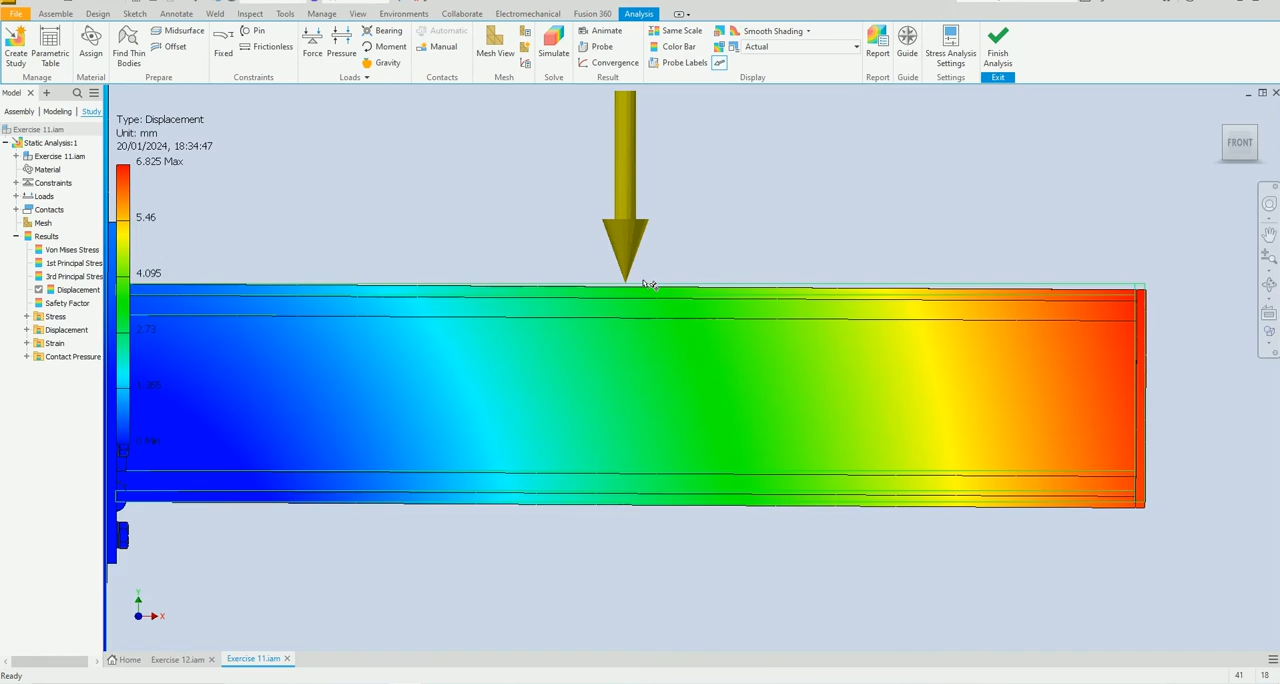 File Assemble Design Sketch Annotate Weld Inspect Tools Manage View Environments Collaborate Electromechanical Fusion 360 Analysis
Create Study
Parametric Table
Assign
Find Thin Bodies
Midsurface
Offset
Fixed
Pin
Frictionless
Force
Pressure
Bearing
Moment
Gravity
Automatic
Manual
Mesh View
Simulate
Animate
Probe
Convergence
Same Scale
Color Bar
Probe Labels
Smooth Shading
Actual
Report
Guide
Stress Analysis Settings
Finish Analysis
Manage Material Prepare Constraints Loads Contacts Mesh Solve Result Display Report Guide Settings Exit
Model
Assembly Modeling Study
Exercise 11.iam
Static Analysis:1
Exercise 11.iam
Material
Constraints
Loads
Contacts
Mesh
Results
Von Mises Stress
1st Principal Stres
3rd Principal Stres
Displacement
Safety Factor
Stress
Displacement
Strain
Contact Pressure
Type: Displacement
Unit: mm
20/01/2024, 18:34:47
6.825 Max
5.46
4.095
2.73
FRONT
Y
X
Home Exercise 12.iam Exercise 11.iam
Ready
41 18